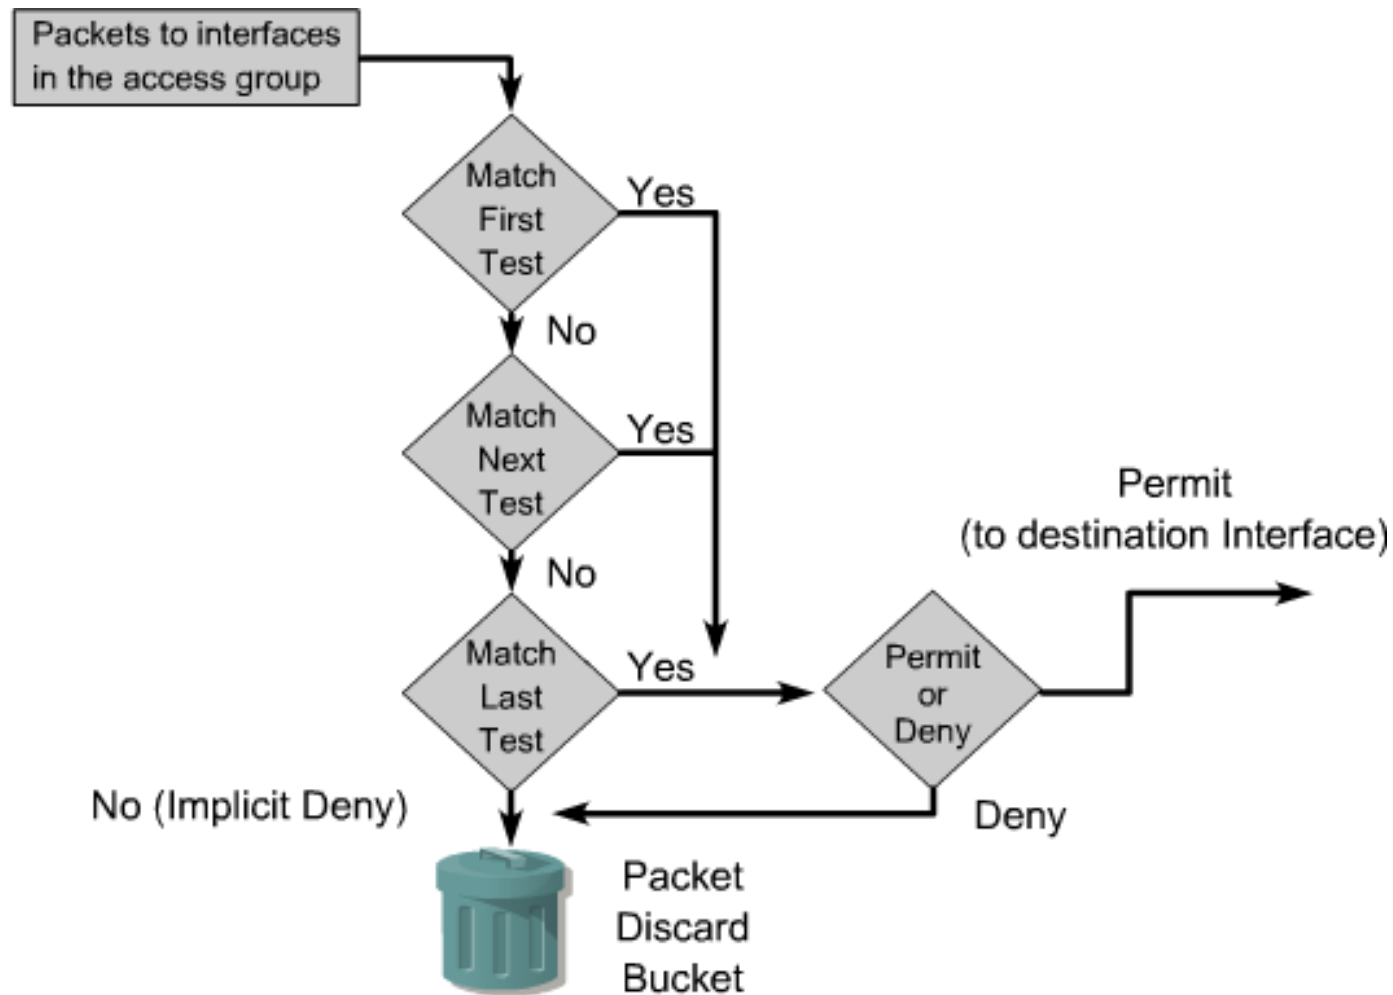 Packets to interfaces
in the access group
Match
First
Test
Yes
No
Match
Next
Test
Yes
No
Match
Last
Test
Yes
Permit
or
Deny
Permit
(to destination Interface)
No (Implicit Deny)
Deny
Packet
Discard
Bucket